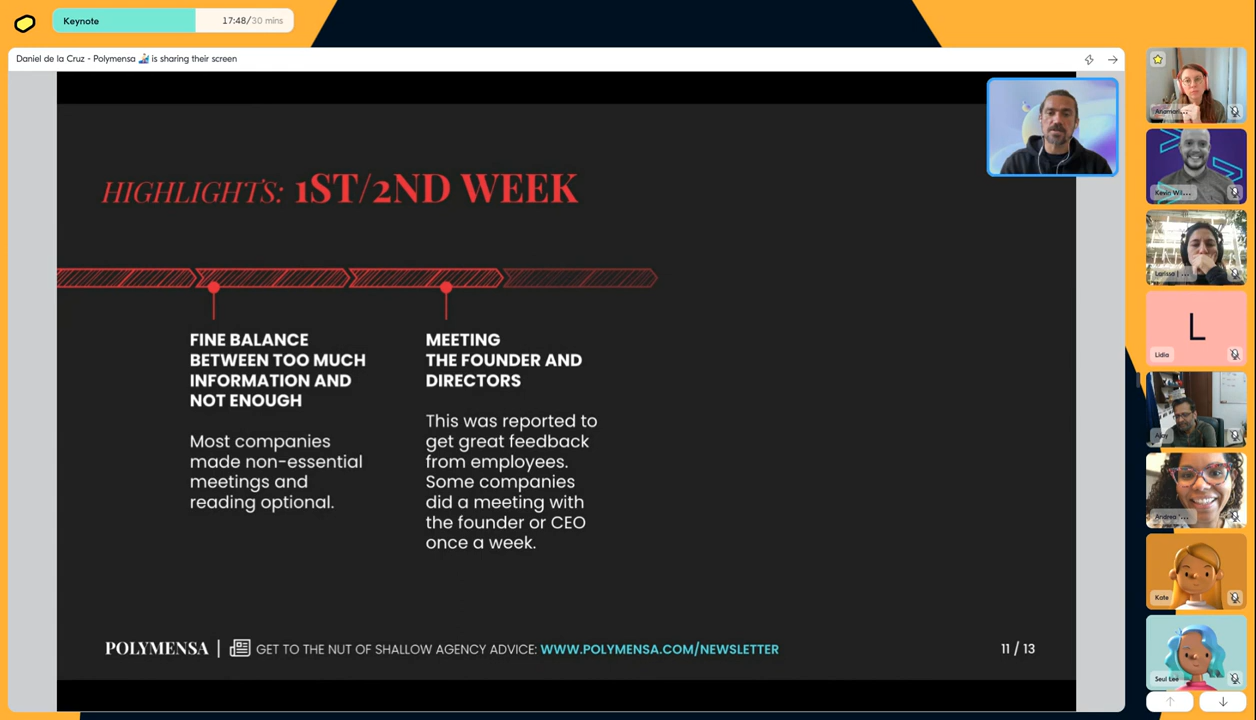 Keynote
17:48/30 mins
Daniel de la Cruz - Polymensa 🏄 is sharing their screen
HIGHLIGHTS: 1ST/2ND WEEK
FINE BALANCE
BETWEEN TOO MUCH
INFORMATION AND
NOT ENOUGH
Most companies
made non-essential
meetings and
reading optional.
MEETING
THE FOUNDER AND
DIRECTORS
This was reported to
get great feedback
from employees.
Some companies
did a meeting with
the founder or CEO
once a week.
POLYMENSA | GET TO THE NUT OF SHALLOW AGENCY ADVICE: WWW.POLYMENSA.COM/NEWSLETTER
11 / 13
Kevin Wil...
Larissa | ...
L
Lidia
Andrea
Kate
Seul Lee